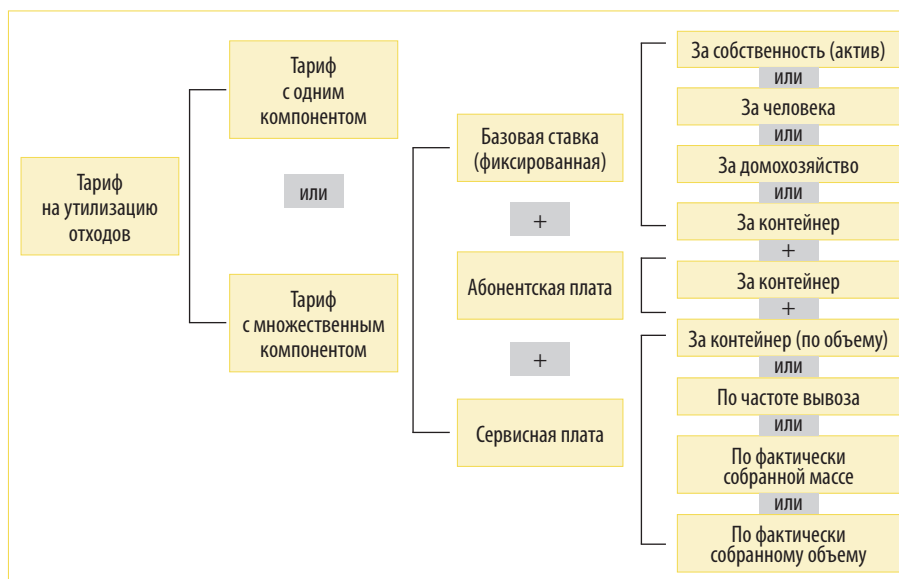 Тариф
на утилизацию
отходов
Тариф
с одним
компонентом
или
Тариф
с множественным
компонентом
Базовая ставка
(фиксированная)
+
Абонентская плата
+
Сервисная плата
За собственность (актив)
или
За человека
или
За домохозяйство
или
За контейнер
+
За контейнер
+
За контейнер (по объему)
или
По частоте вывоза
или
По фактически
собранной массе
или
По фактически
собранному объему